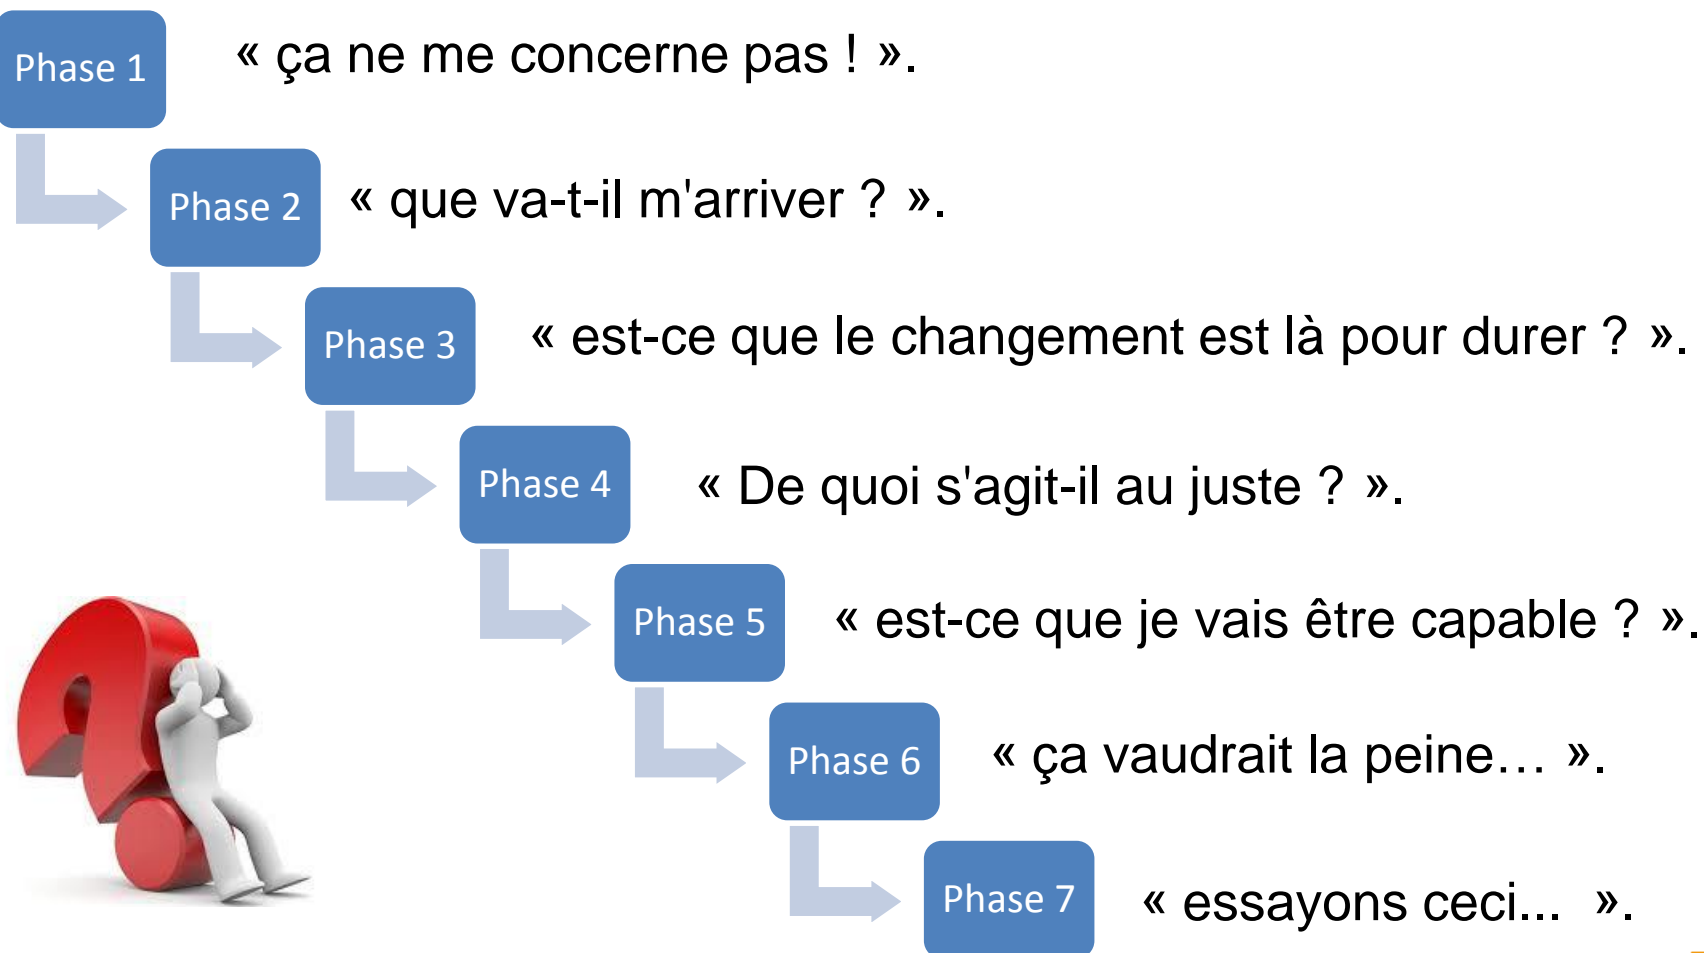 Phase 1 « ça ne me concerne pas ! ».
Phase 2 « que va-t-il m'arriver ? ».
Phase 3 « est-ce que le changement est là pour durer ? ».
Phase 4 « De quoi s'agit-il au juste ? ».
Phase 5 « est-ce que je vais être capable ? ».
Phase 6 « ça vaudrait la peine… ».
Phase 7 « essayons ceci... ».